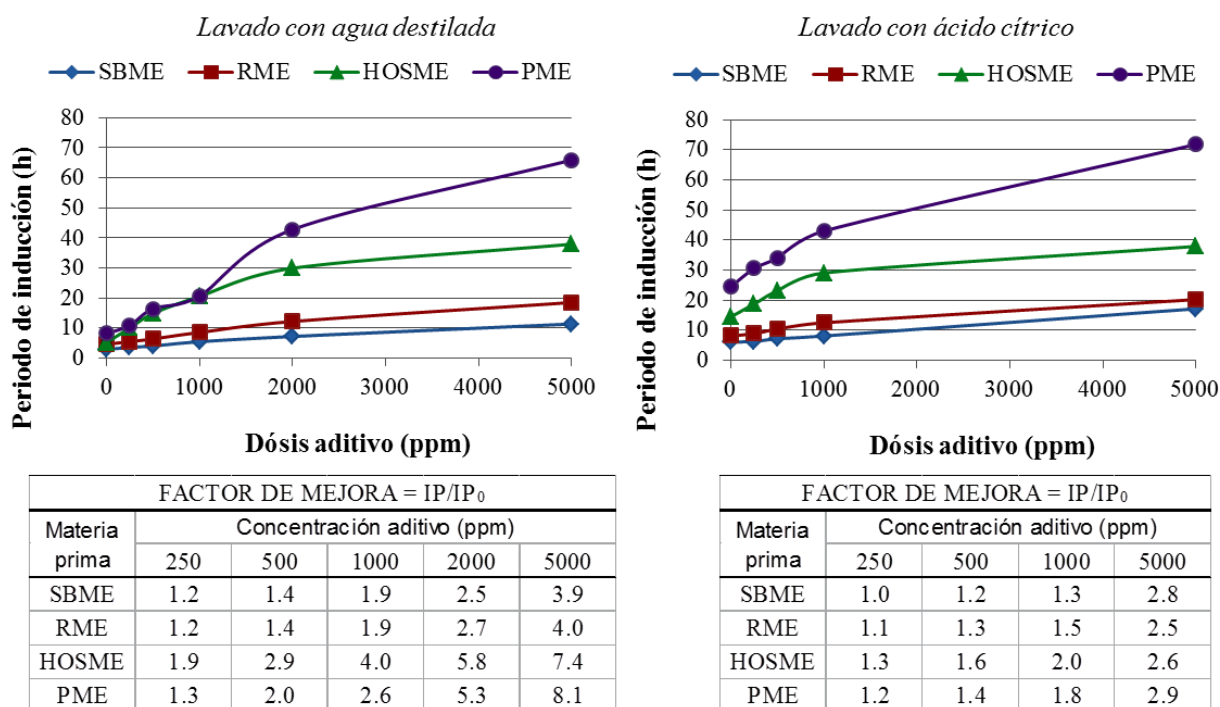 Lavado con agua destilada
SBME RME HOSME PME
Periodo de inducción (h)
80
70
60
50
40
30
20
10
0
0 1000 2000 3000 4000 5000
Dósis aditivo (ppm)
FACTOR DE MEJORA = IP/IP₀
Materia prima Concentración aditivo (ppm)
250 500 1000 2000 5000
SBME 1.2 1.4 1.9 2.5 3.9
RME 1.2 1.4 1.9 2.7 4.0
HOSME 1.9 2.9 4.0 5.8 7.4
PME 1.3 2.0 2.6 5.3 8.1
Lavado con ácido cítrico
SBME RME HOSME PME
Periodo de inducción (h)
80
70
60
50
40
30
20
10
0
0 1000 2000 3000 4000 5000
Dósis aditivo (ppm)
FACTOR DE MEJORA = IP/IP₀
Materia prima Concentración aditivo (ppm)
250 500 1000 5000
SBME 1.0 1.2 1.3 2.8
RME 1.1 1.3 1.5 2.5
HOSME 1.3 1.6 2.0 2.6
PME 1.2 1.4 1.8 2.9